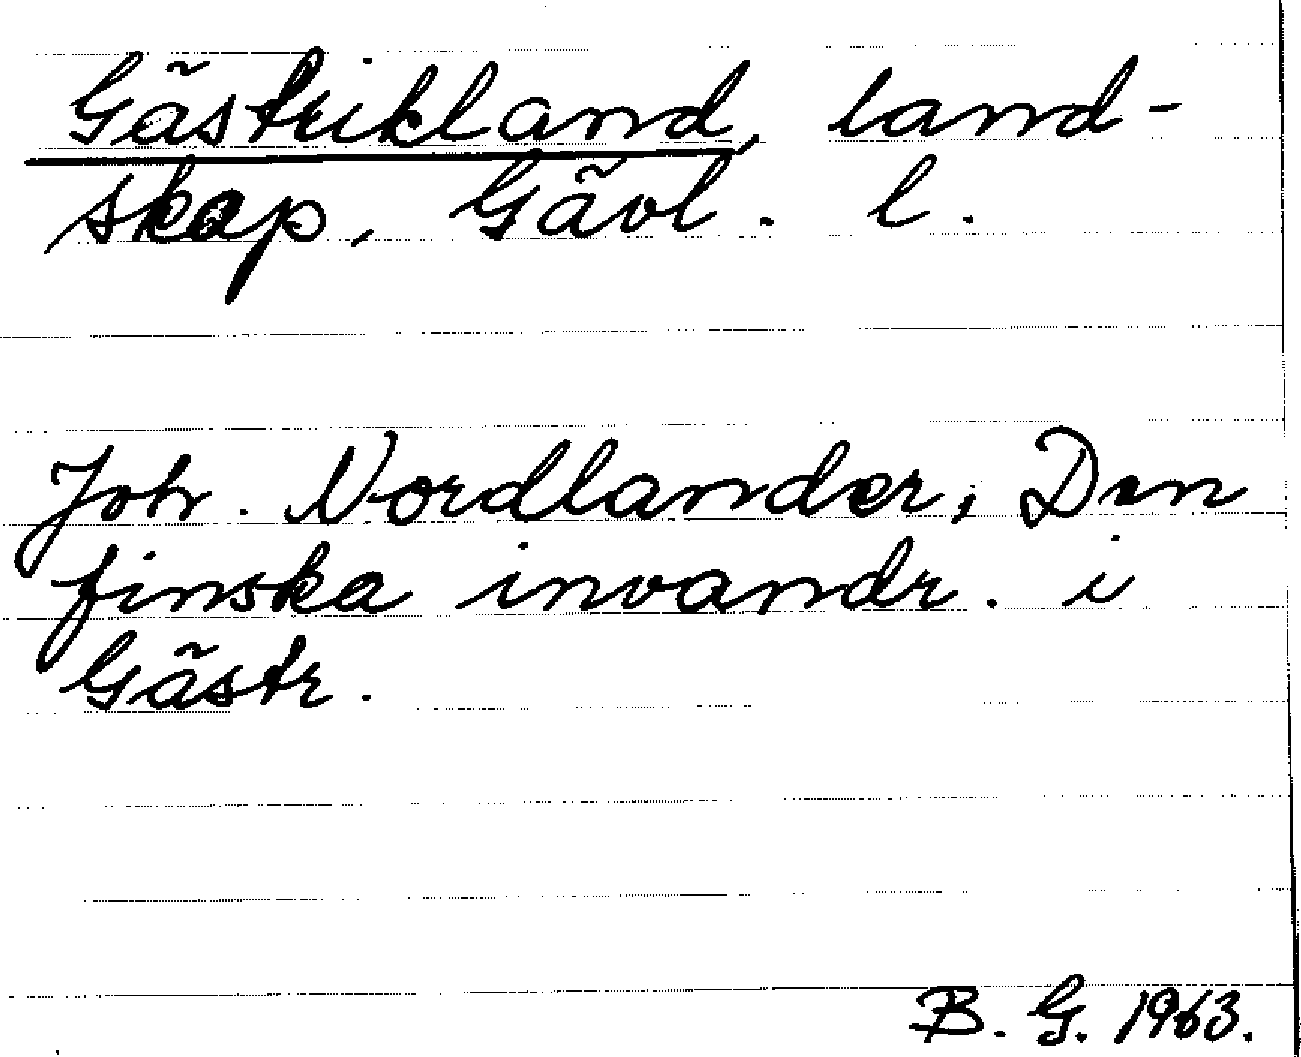 Gästrikland, land-
skap, Gävl. l.
Joh. Nordlander, Den
finska invandr. i
Gästr.
B. G. 1963.